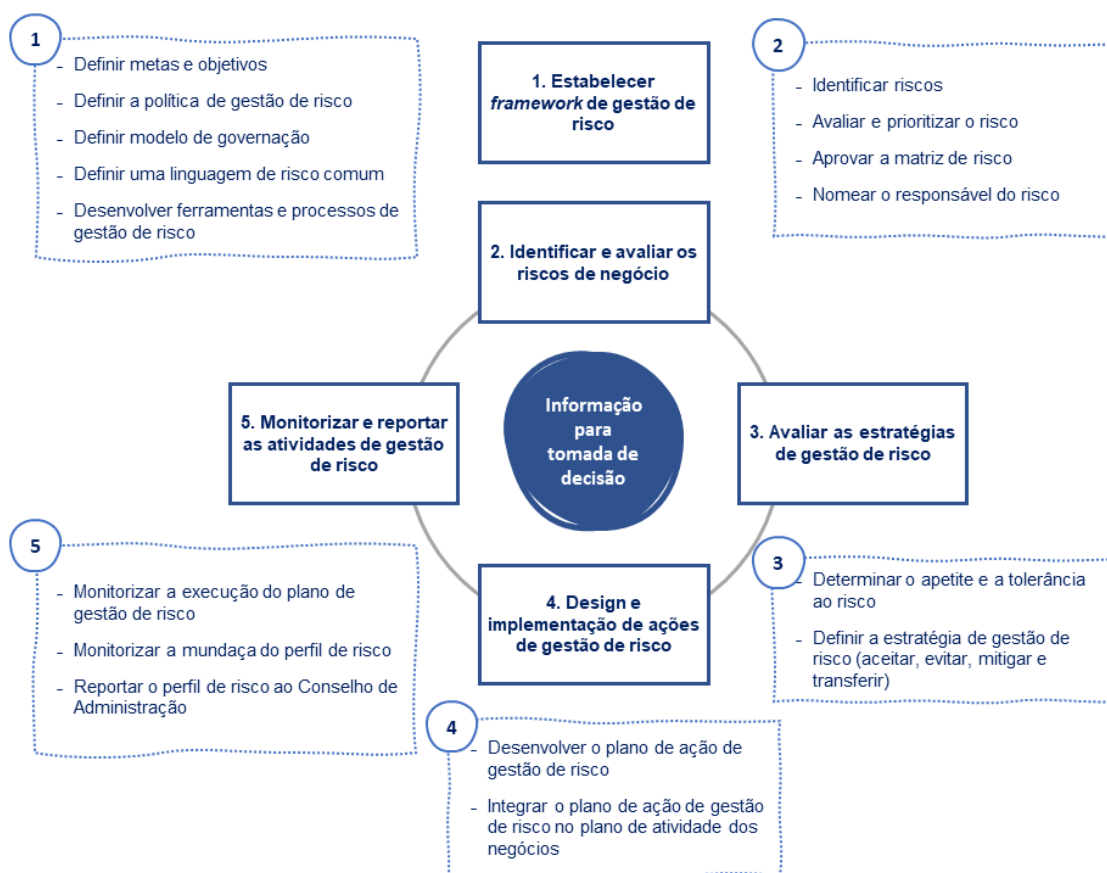 1
- Definir metas e objetivos
- Definir a política de gestão de risco
- Definir modelo de governação
- Definir uma linguagem de risco comum
- Desenvolver ferramentas e processos de
gestão de risco
1. Estabelecer
framework de gestão de
risco
2
- Identificar riscos
- Avaliar e prioritizar o risco
- Aprovar a matriz de risco
- Nomear o responsável do risco
2. Identificar e avaliar os
riscos de negócio
5. Monitorizar e reportar
as atividades de gestão
de risco
Informação
para
tomada de
decisão
3. Avaliar as estratégias
de gestão de risco
4. Design e
implementação de ações
de gestão de risco
5
- Monitorizar a execução do plano de
gestão de risco
- Monitorizar a mundaça do perfil de risco
- Reportar o perfil de risco ao Conselho de
Administração
3
- Determinar o apetite e a tolerância
ao risco
- Definir a estratégia de gestão de
risco (aceitar, evitar, mitigar e
transferir)
4
- Desenvolver o plano de ação de
gestão de risco
- Integrar o plano de ação de gestão
de risco no plano de atividade dos
negócios